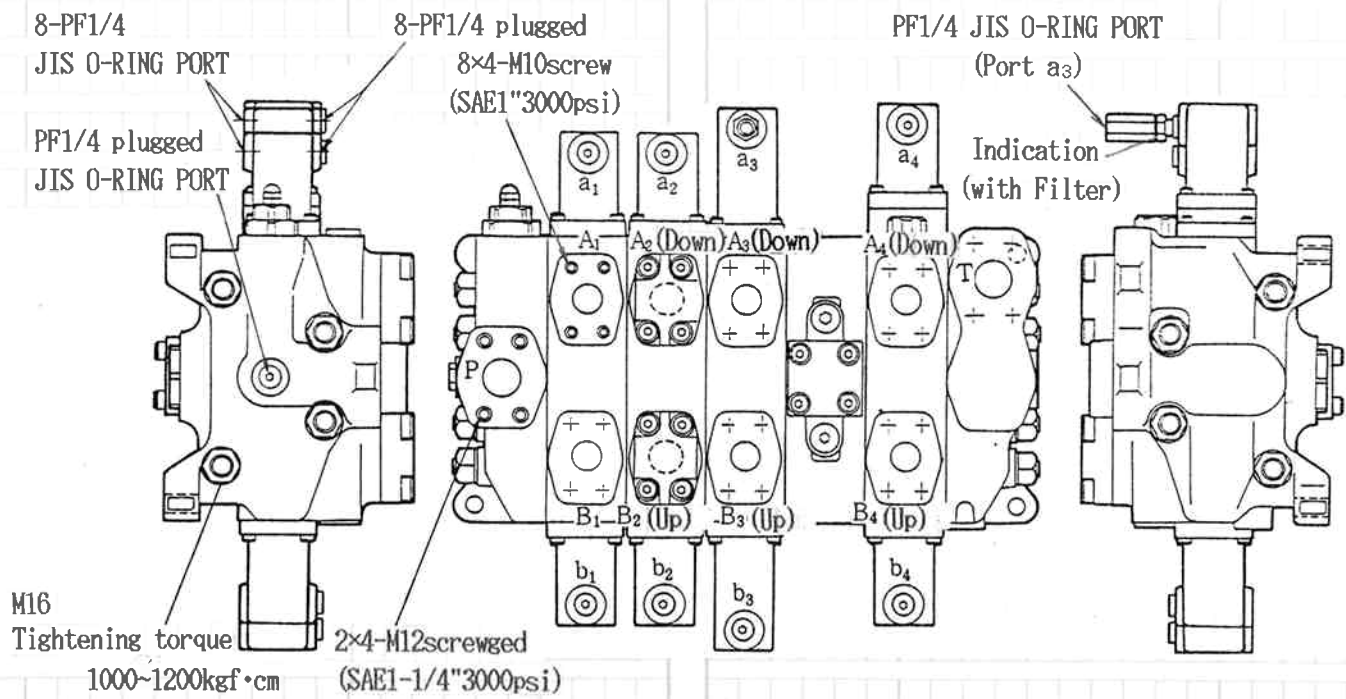 8-PF1/4
JIS O-RING PORT
8-PF1/4 plugged
8×4-M10screw
(SAE1"3000psi)
PF1/4 JIS O-RING PORT
(Port a3)
PF1/4 plugged
JIS O-RING PORT
Indication
(with Filter)
a1
a2
a3
a4
A1
A2 (Down)
A3 (Down)
A4 (Down)
T
P
B1
B2 (Up)
B3 (Up)
B4 (Up)
b1
b2
b3
b4
M16
Tightening torque
1000~1200kgf·cm
2×4-M12screwged
(SAE1-1/4"3000psi)